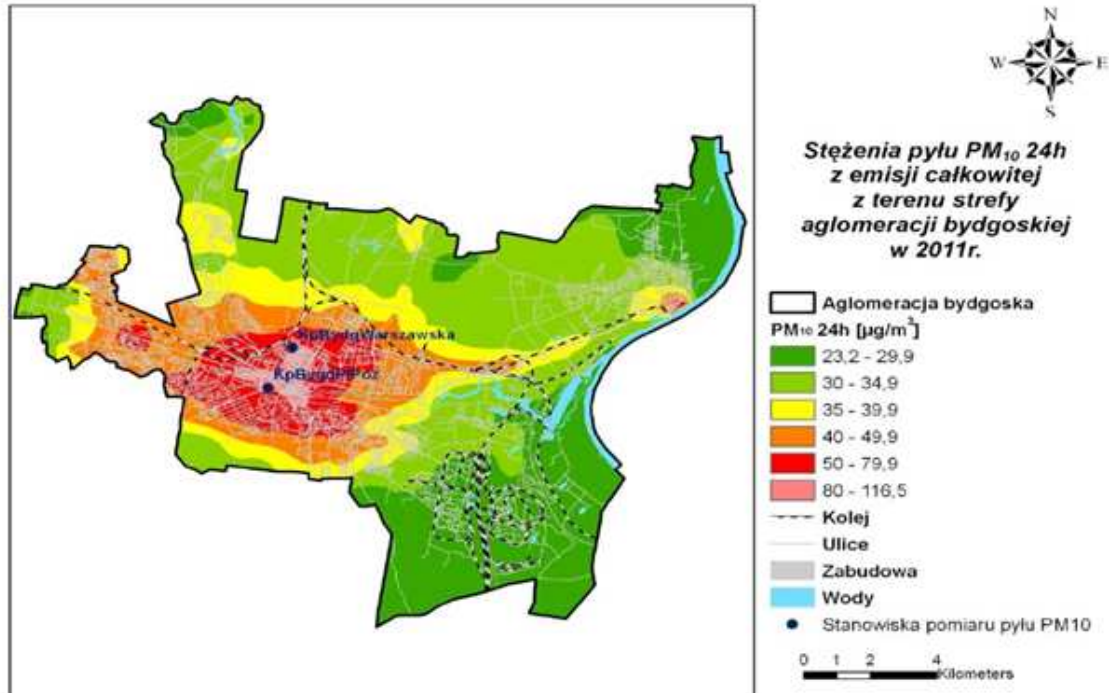 N
W E
S
Stężenia pyłu PM₁₀ 24h
z emisji całkowitej
z terenu strefy
aglomeracji bydgoskiej
w 2011r.
Aglomeracja bydgoska
PM₁₀ 24h [µg/m³]
23,2 - 29,9
30 - 34,9
35 - 39,9
40 - 49,9
50 - 79,9
80 - 116,5
Kolej
Ulice
Zabudowa
Wody
Stanowiska pomiaru pyłu PM10
0 1 2 4
Kilometers
KpBydgWarszawska